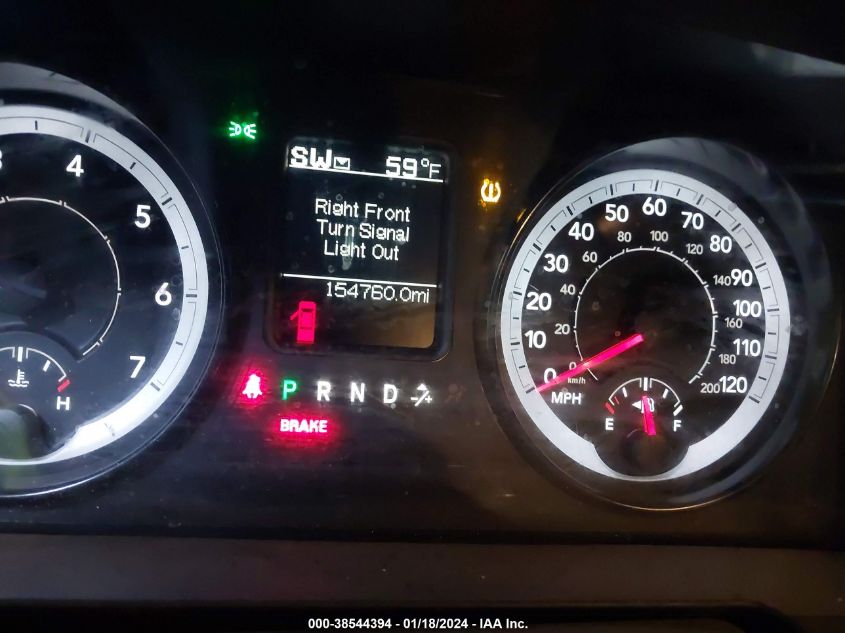 SW 59°F
Right Front
Turn Signal
Light Out
154760.0mi
P R N D
BRAKE
4
5
6
7
H
0 10 20 30 40 50 60 70 80 90 100 110 120
20 40 60 80 100 120 140 160 180 200
km/h
MPH
E F
000-38544394 - 01/18/2024 - IAA Inc.